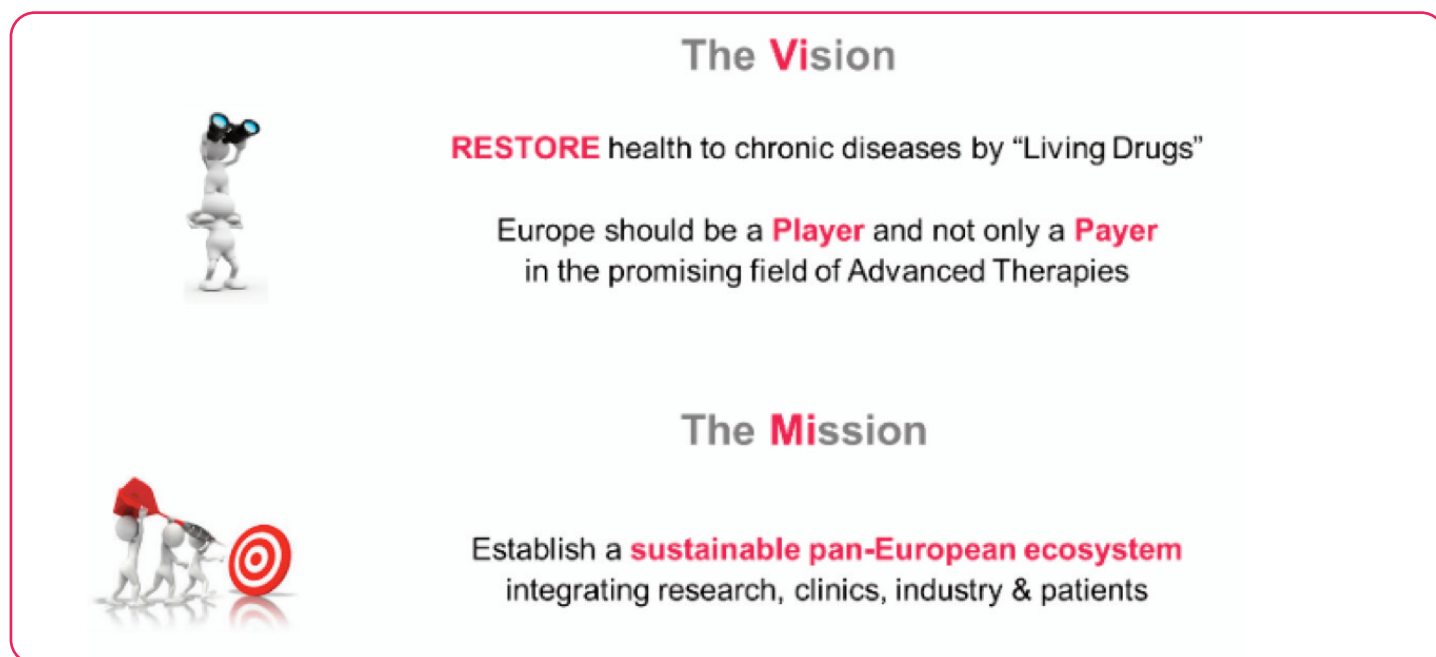 The Vision
RESTORE health to chronic diseases by “Living Drugs”
Europe should be a Player and not only a Payer
in the promising field of Advanced Therapies
The Mission
Establish a sustainable pan-European ecosystem
integrating research, clinics, industry & patients